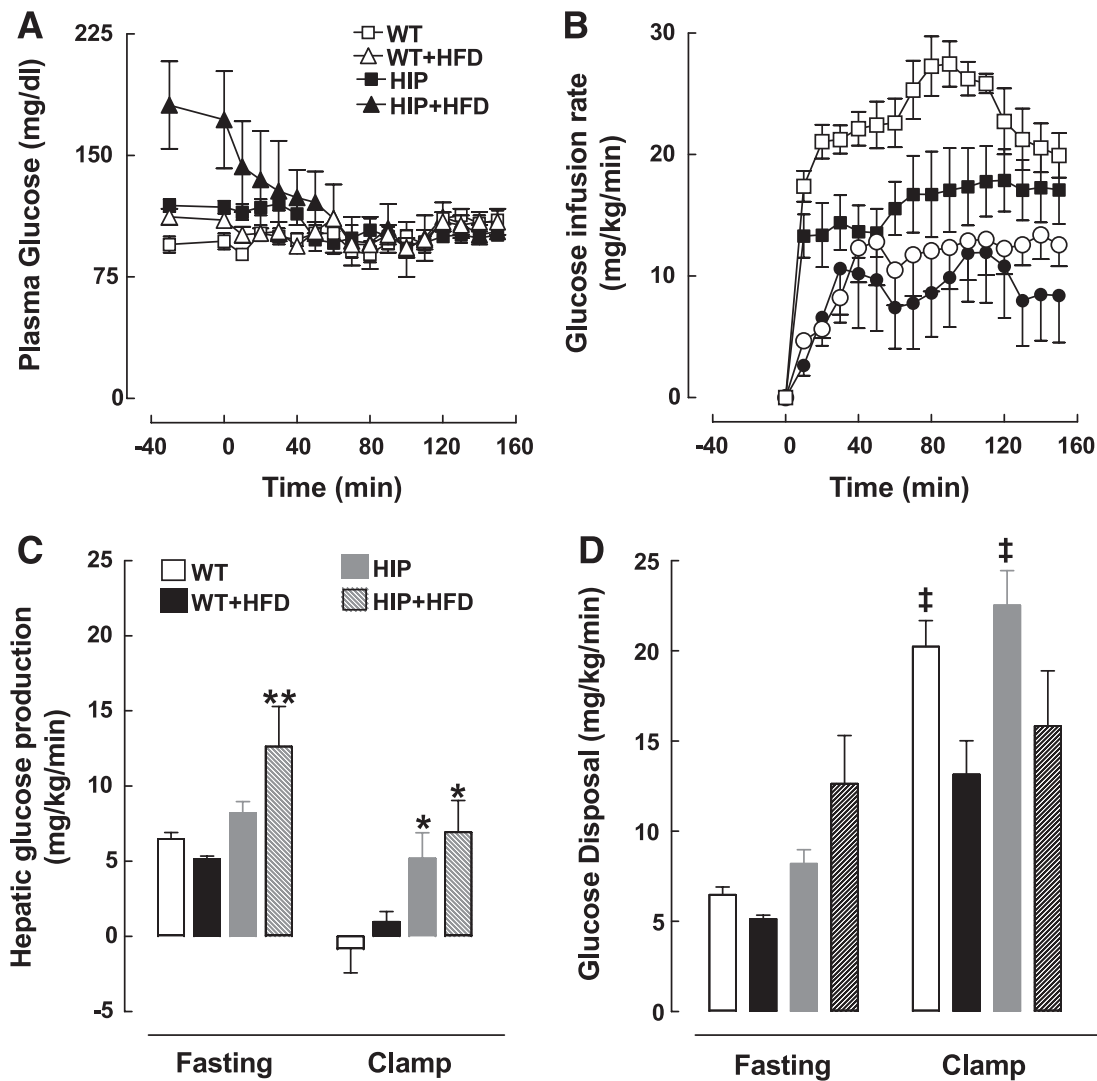 A
Plasma Glucose (mg/dl)
225
150
75
0
WT
WT+HFD
HIP
HIP+HFD
-40 0 40 80 120 160
Time (min)
B
Glucose infusion rate
(mg/kg/min)
30
20
10
0
-40 0 40 80 120 160
Time (min)
C
Hepatic glucose production
(mg/kg/min)
25
20
15
10
5
0
-5
WT
WT+HFD
HIP
HIP+HFD
**
*
*
Fasting Clamp
D
Glucose Disposal (mg/kg/min)
25
20
15
10
5
0
‡
‡
Fasting Clamp